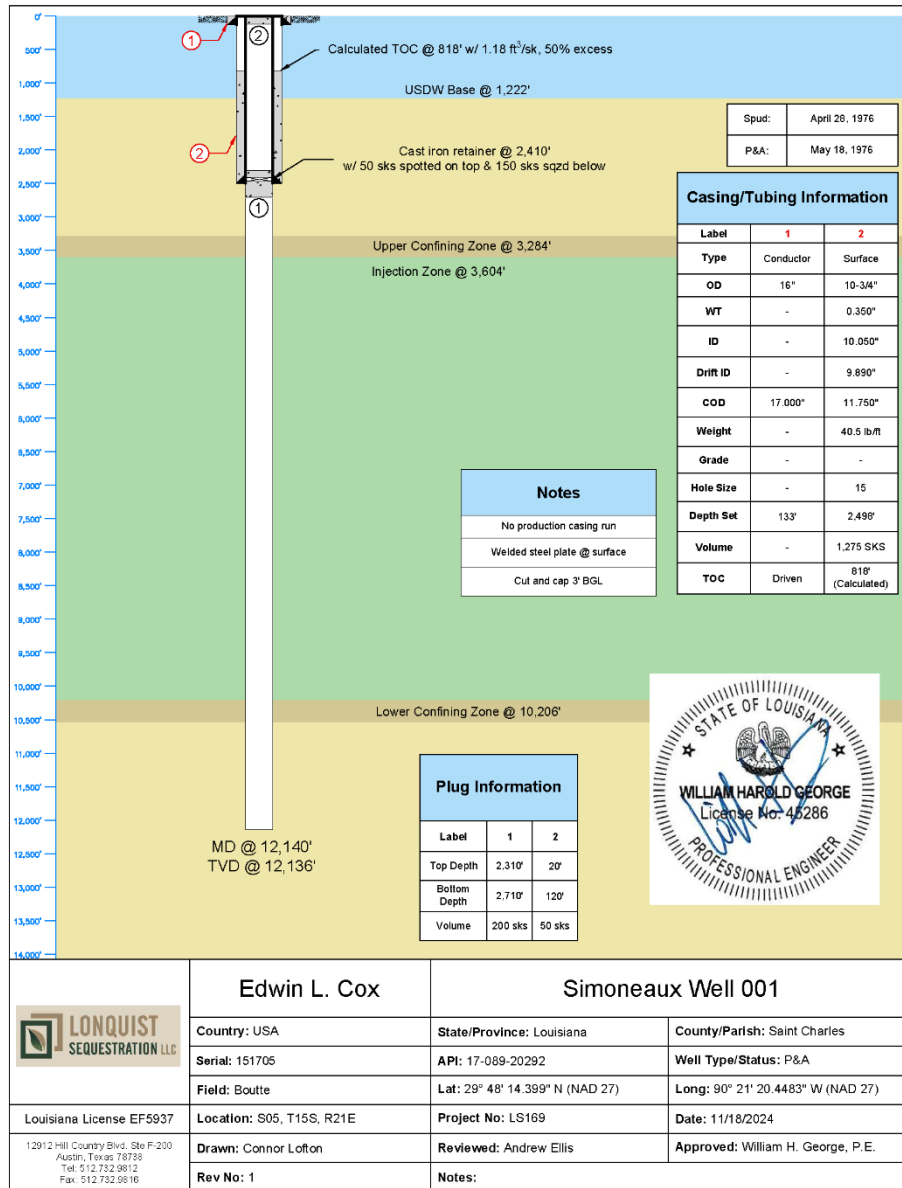 0'
500'
1,000'
1,500'
2,000'
2,500'
3,000'
3,500'
4,000'
4,500'
5,000'
5,500'
6,000'
6,500'
7,000'
7,500'
8,000'
8,500'
9,000'
9,500'
10,000'
10,500'
11,000'
11,500'
12,000'
12,500'
13,000'
13,500'
14,000'
1
2
2
1
Calculated TOC @ 818' w/ 1.18 ft³/sk, 50% excess
USDW Base @ 1,222'
Cast iron retainer @ 2,410'
w/ 50 sks spotted on top & 150 sks sqzd below
Upper Confining Zone @ 3,284'
Injection Zone @ 3,604'
Lower Confining Zone @ 10,206'
MD @ 12,140'
TVD @ 12,136'
Spud: April 28, 1976
P&A: May 18, 1976
Casing/Tubing Information
Label 1 2
Type Conductor Surface
OD 16" 10-3/4"
WT - 0.350"
ID - 10.050"
Drift ID - 9.890"
COD 17.000" 11.750"
Weight - 40.5 lb/ft
Grade - -
Hole Size - 15
Depth Set 133' 2,498'
Volume - 1,275 SKS
TOC Driven 818' (Calculated)
Notes
No production casing run
Welded steel plate @ surface
Cut and cap 3' BGL
Plug Information
Label 1 2
Top Depth 2,310' 20'
Bottom Depth 2,710' 120'
Volume 200 sks 50 sks
STATE OF LOUISIANA
WILLIAM HAROLD GEORGE
License No. 45286
PROFESSIONAL ENGINEER
LONQUIST
SEQUESTRATION LLC
Louisiana License EF5937
12912 Hill Country Blvd. Ste F-200
Austin, Texas 78738
Tel: 512.732.9812
Fax: 512.732.9816
Edwin L. Cox
Simoneaux Well 001
Country: USA
State/Province: Louisiana
County/Parish: Saint Charles
Serial: 151705
API: 17-089-20292
Well Type/Status: P&A
Field: Boutte
Lat: 29° 48' 14.399" N (NAD 27)
Long: 90° 21' 20.4483" W (NAD 27)
Location: S05, T15S, R21E
Project No: LS169
Date: 11/18/2024
Drawn: Connor Lofton
Reviewed: Andrew Ellis
Approved: William H. George, P.E.
Rev No: 1
Notes: